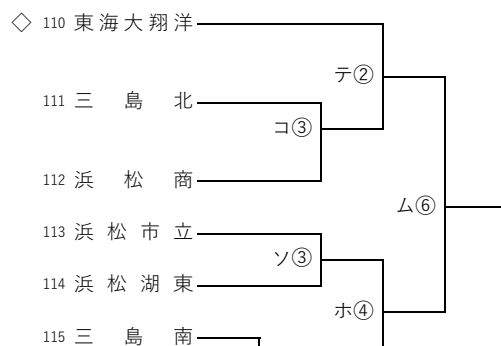 ◇ 110 東海大翔洋
テ②
111 三島北
コ③
112 浜松商
ム⑥
113 浜松市立
ソ③
114 浜松湖東
ホ④
115 三島南